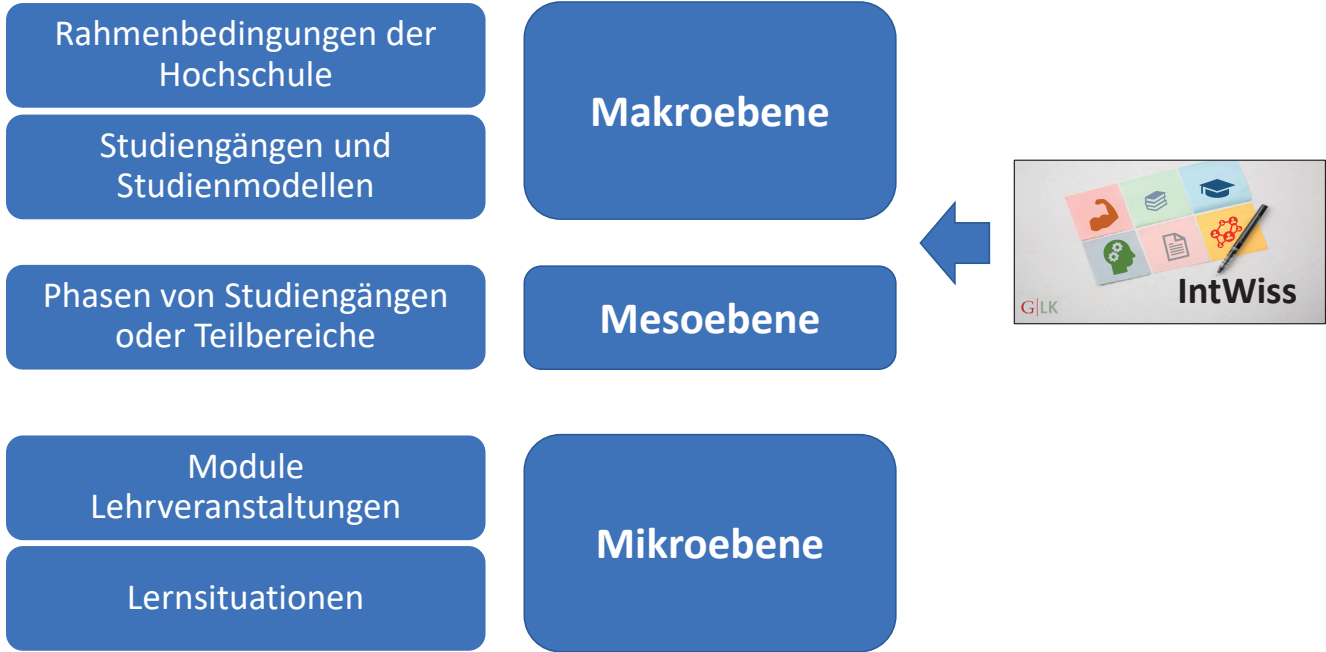 Rahmenbedingungen der
Hochschule
Studiengängen und
Studienmodellen
Makroebene
Phasen von Studiengängen
oder Teilbereiche
Mesoebene
IntWiss
G|LK
Module
Lehrveranstaltungen
Lernsituationen
Mikroebene